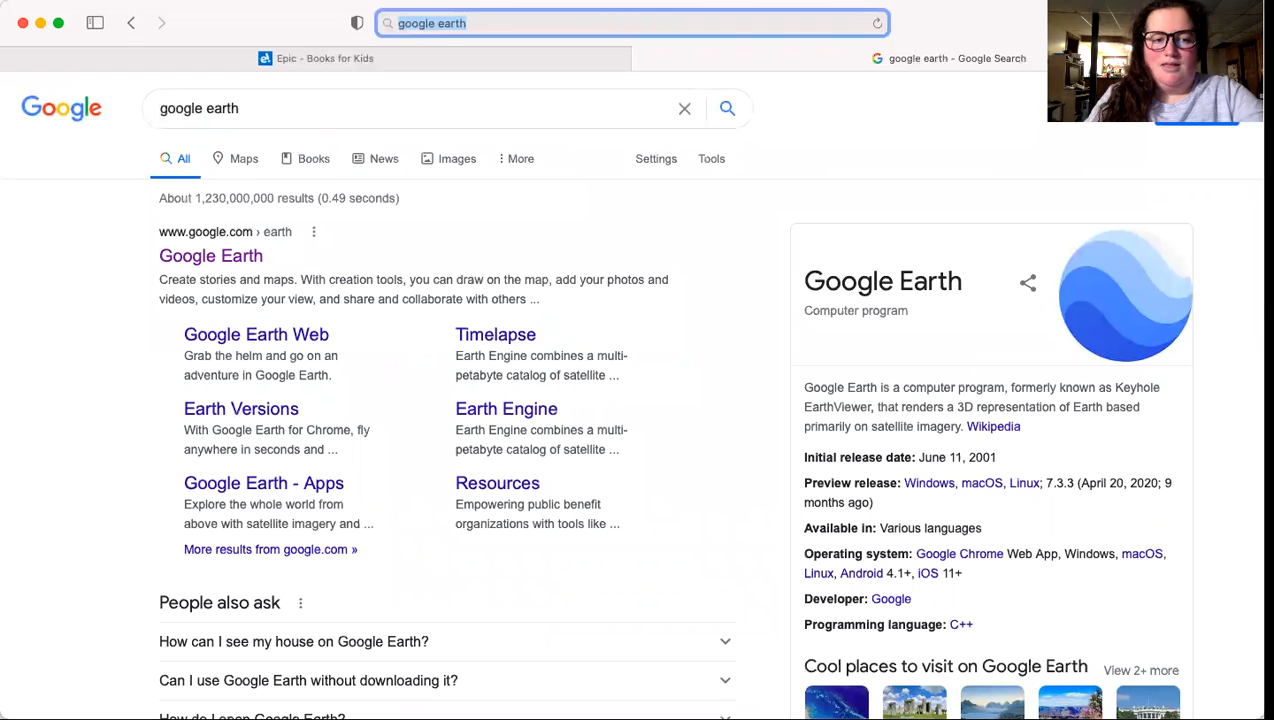 google earth
Epic - Books for Kids
google earth - Google Search
Google
google earth
All Maps Books News Images More Settings Tools
About 1,230,000,000 results (0.49 seconds)
www.google.com › earth
Google Earth
Create stories and maps. With creation tools, you can draw on the map, add your photos and
videos, customize your view, and share and collaborate with others ...
Google Earth Web
Grab the helm and go on an
adventure in Google Earth.
Timelapse
Earth Engine combines a multi-
petabyte catalog of satellite ...
Earth Versions
With Google Earth for Chrome, fly
anywhere in seconds and ...
Earth Engine
Earth Engine combines a multi-
petabyte catalog of satellite ...
Google Earth - Apps
Explore the whole world from
above with satellite imagery and ...
Resources
Empowering public benefit
organizations with tools like ...
More results from google.com »
People also ask
How can I see my house on Google Earth?
Can I use Google Earth without downloading it?
How do I open Google Earth?
Google Earth
Computer program
Google Earth is a computer program, formerly known as Keyhole
EarthViewer, that renders a 3D representation of Earth based
primarily on satellite imagery. Wikipedia
Initial release date: June 11, 2001
Preview release: Windows, macOS, Linux; 7.3.3 (April 20, 2020; 9
months ago)
Available in: Various languages
Operating system: Google Chrome Web App, Windows, macOS,
Linux, Android 4.1+, iOS 11+
Developer: Google
Programming language: C++
Cool places to visit on Google Earth View 2+ more